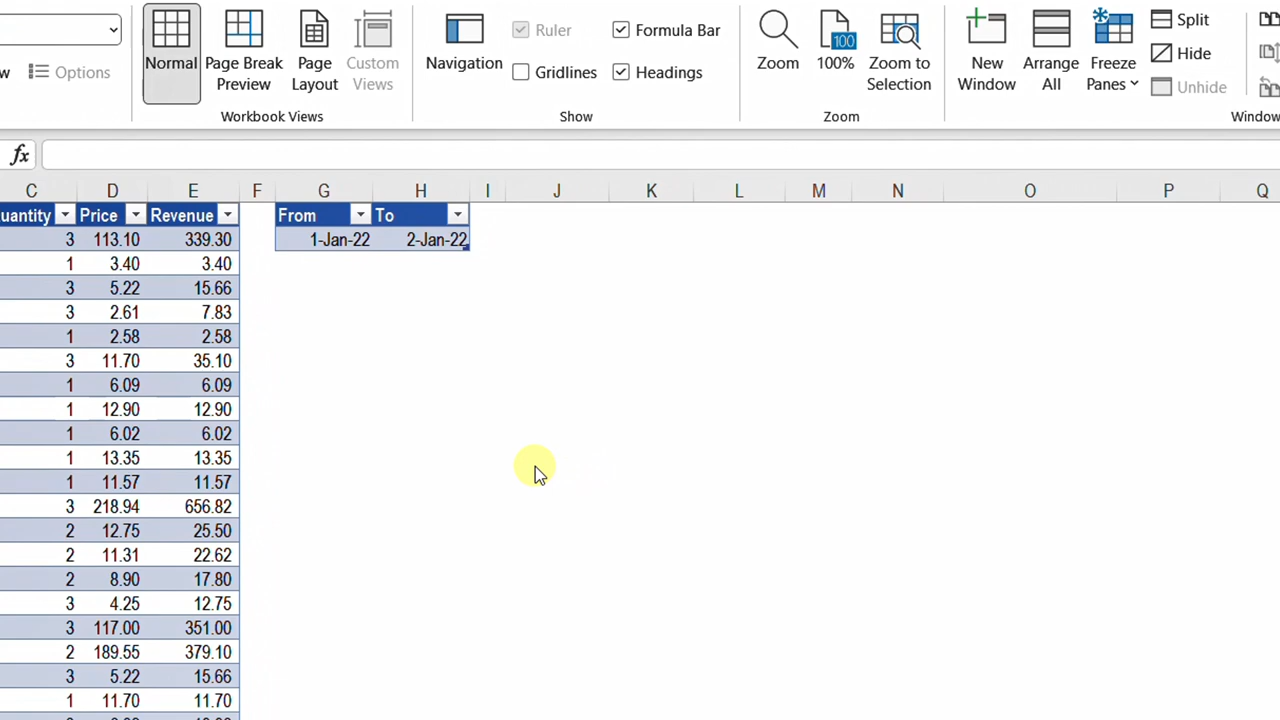 Ruler Formula Bar
Gridlines Headings
w Options
Normal Page Break Preview Page Layout Custom Views
Navigation
Zoom 100% Zoom to Selection
New Window Arrange All Freeze Panes
Split
Hide
Unhide
Workbook Views Show Zoom Window
fx
C D E F G H I J K L M N O P Q
uantity Price Revenue From To
3 113.10 339.30 1-Jan-22 2-Jan-22
1 3.40 3.40
3 5.22 15.66
3 2.61 7.83
1 2.58 2.58
3 11.70 35.10
1 6.09 6.09
1 12.90 12.90
1 6.02 6.02
1 13.35 13.35
1 11.57 11.57
3 218.94 656.82
2 12.75 25.50
2 11.31 22.62
2 8.90 17.80
3 4.25 12.75
3 117.00 351.00
2 189.55 379.10
3 5.22 15.66
1 11.70 11.70